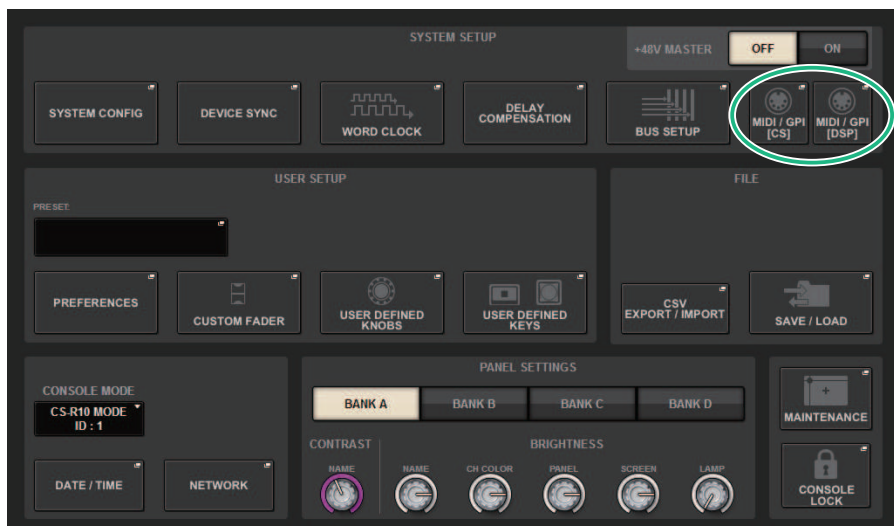 SYSTEM SETUP
+48V MASTER
OFF
ON
SYSTEM CONFIG
DEVICE SYNC
WORD CLOCK
DELAY
COMPENSATION
BUS SETUP
MIDI / GPI
[CS]
MIDI / GPI
[DSP]
USER SETUP
PRESET
PREFERENCES
CUSTOM FADER
USER DEFINED
KNOBS
USER DEFINED
KEYS
FILE
CSV
EXPORT / IMPORT
SAVE / LOAD
CONSOLE MODE
CS-R10 MODE
ID : 1
DATE / TIME
NETWORK
PANEL SETTINGS
BANK A
BANK B
BANK C
BANK D
CONTRAST
BRIGHTNESS
NAME
NAME
CH COLOR
PANEL
SCREEN
LAMP
MAINTENANCE
CONSOLE
LOCK